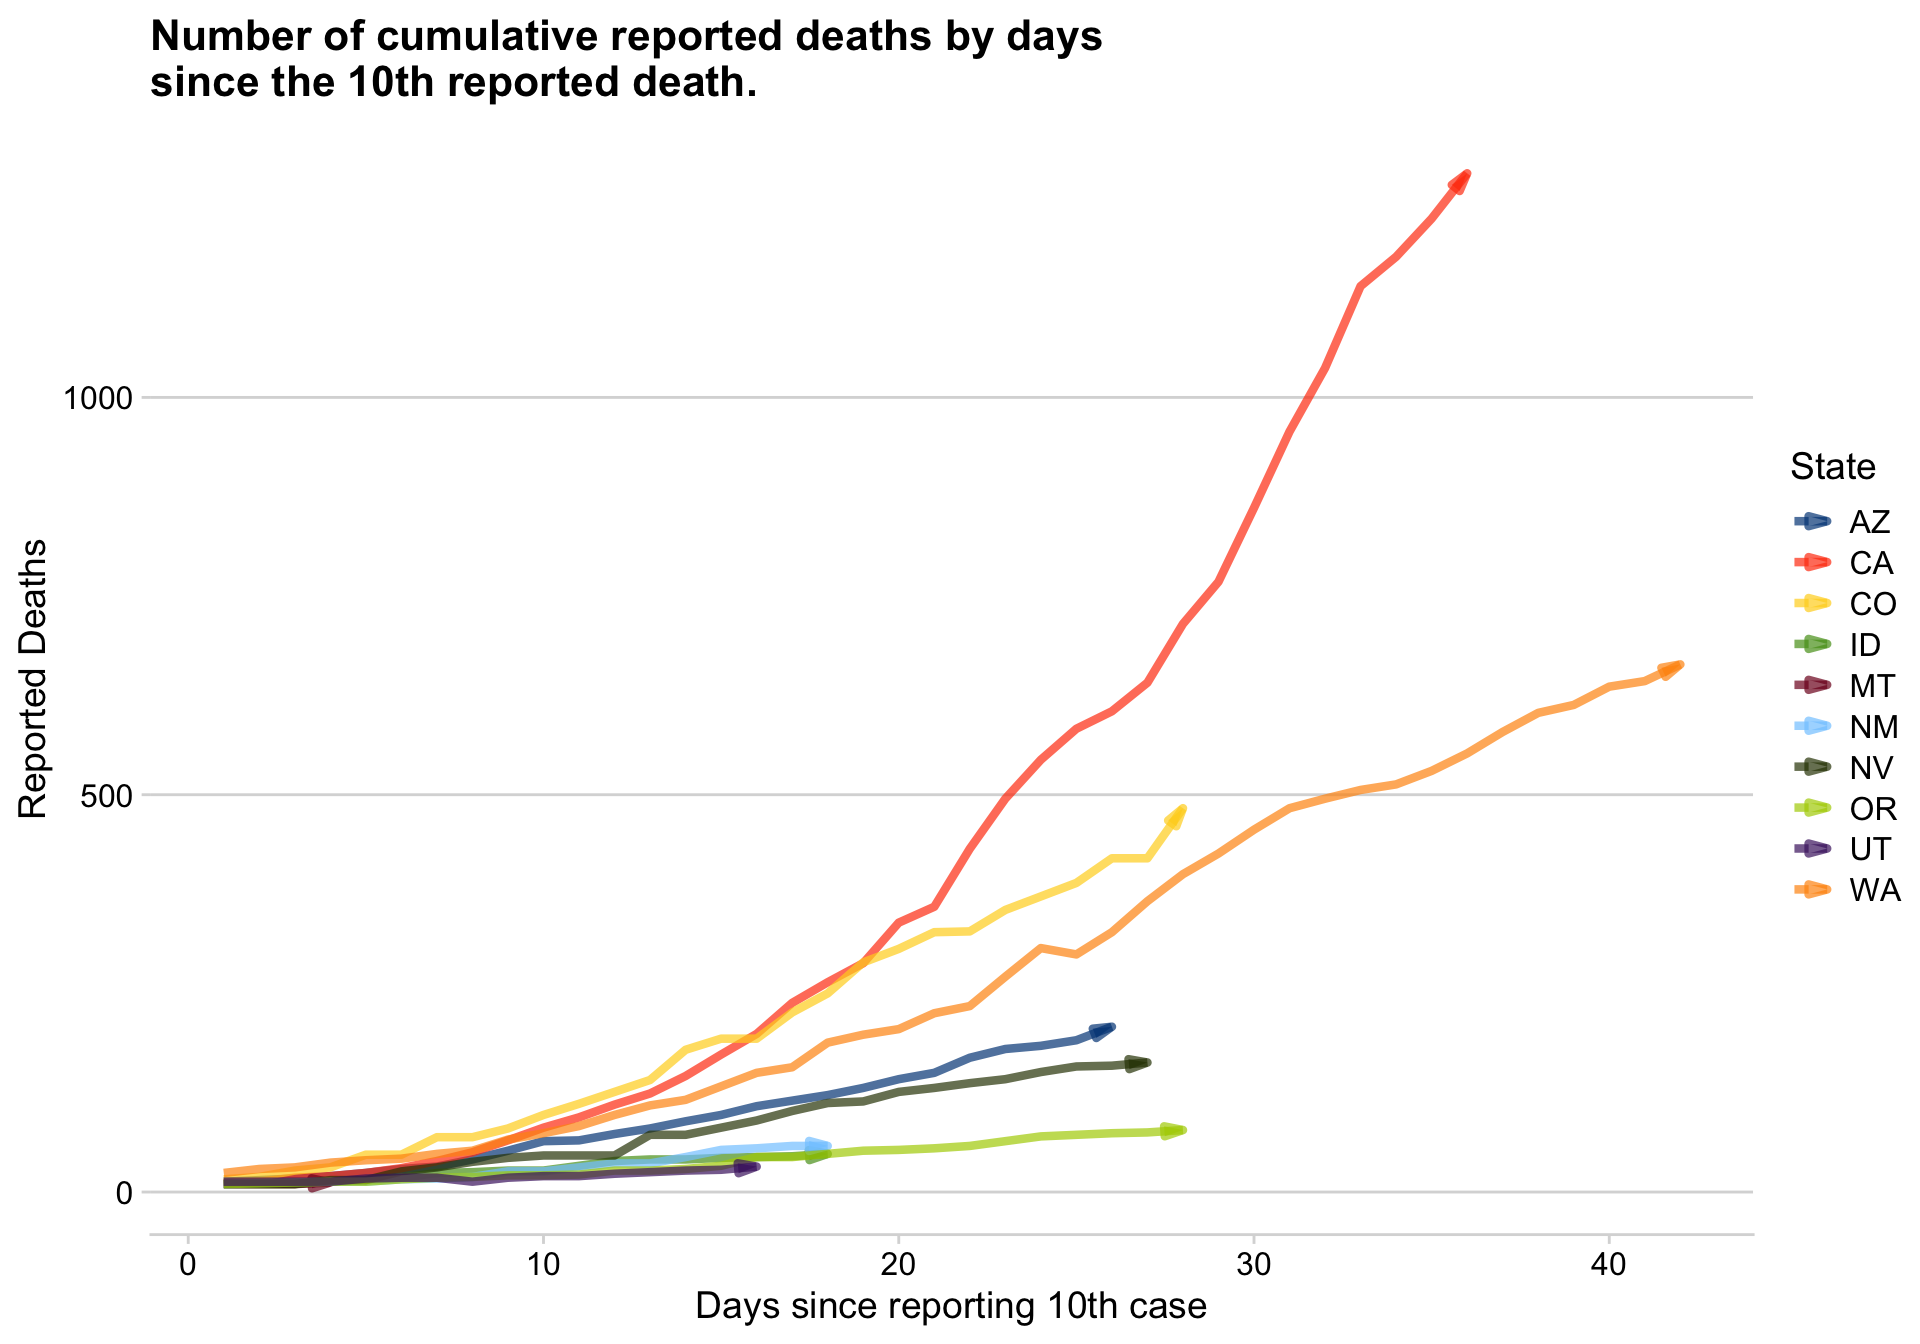 Number of cumulative reported deaths by days
since the 10th reported death.
1000
500
0
Reported Deaths
0 10 20 30 40
Days since reporting 10th case
State
AZ
CA
CO
ID
MT
NM
NV
OR
UT
WA